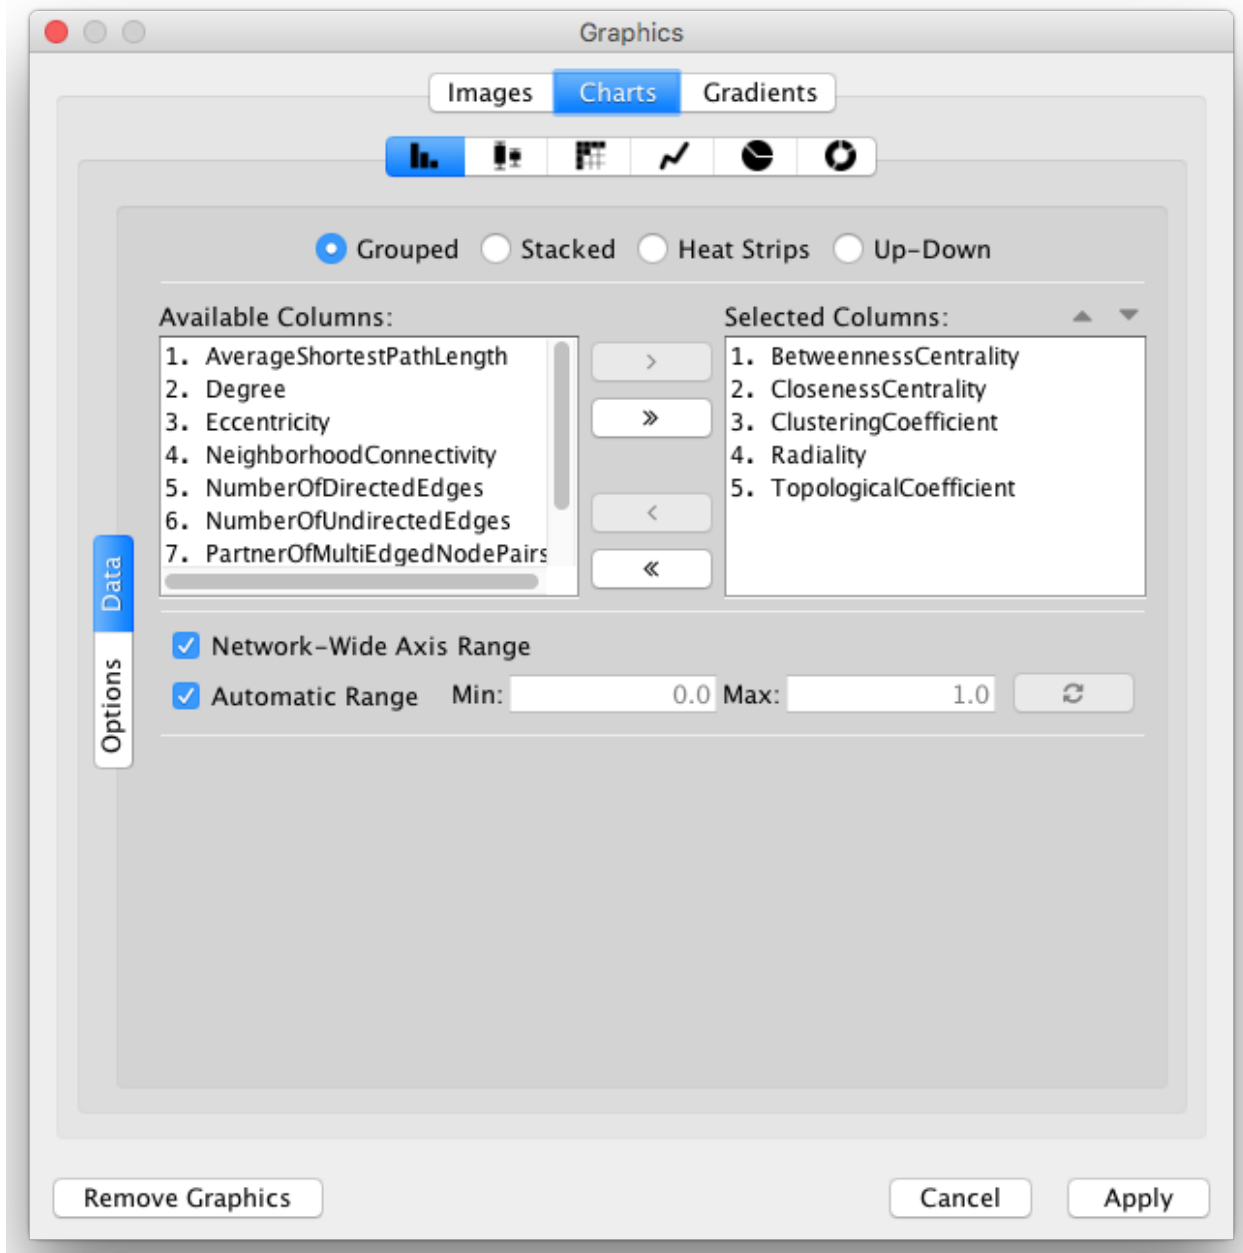 Graphics
Images Charts Gradients
Grouped Stacked Heat Strips Up-Down
Available Columns:
1. AverageShortestPathLength
2. Degree
3. Eccentricity
4. NeighborhoodConnectivity
5. NumberOfDirectedEdges
6. NumberOfUndirectedEdges
7. PartnerOfMultiEdgedNodePairs
>
»
<
«
Selected Columns:
1. BetweennessCentrality
2. ClosenessCentrality
3. ClusteringCoefficient
4. Radiality
5. TopologicalCoefficient
Data
Options
Network-Wide Axis Range
Automatic Range Min: 0.0 Max: 1.0
Remove Graphics Cancel Apply